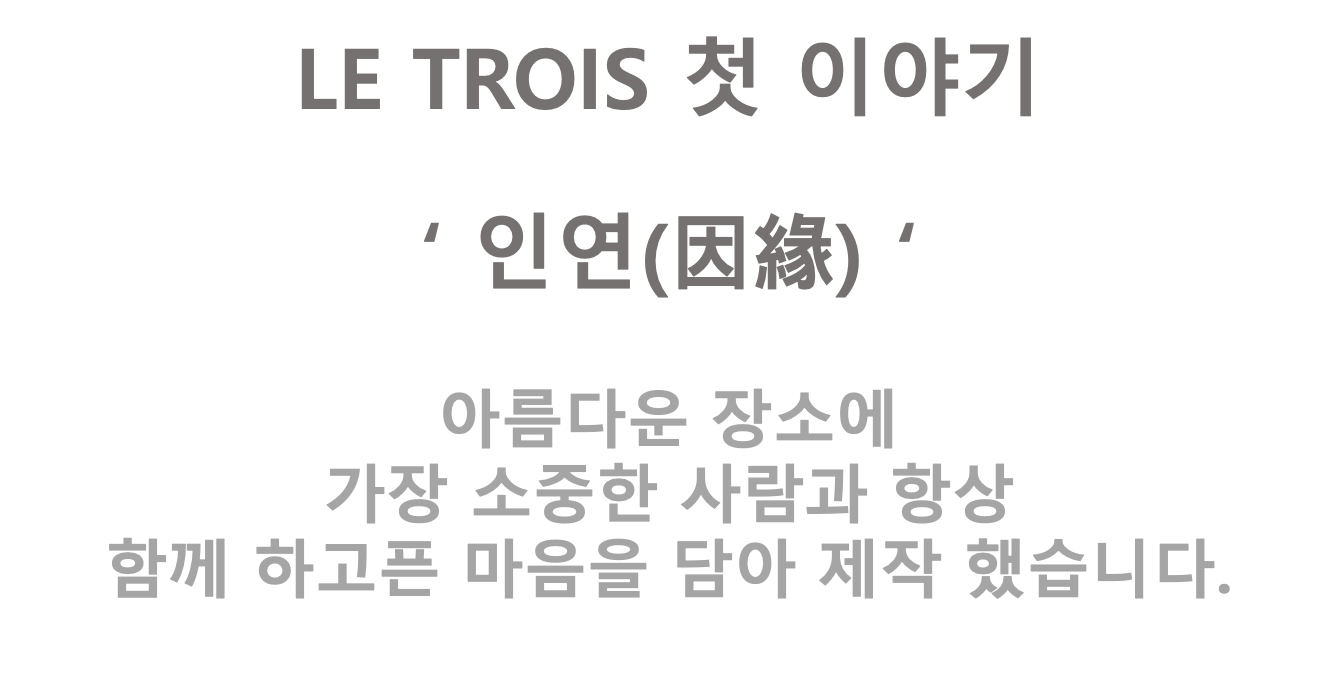 LE TROIS 첫 이야기
‘ 인연(因緣) ‘
아름다운 장소에
가장 소중한 사람과 항상
함께 하고픈 마음을 담아 제작 했습니다.